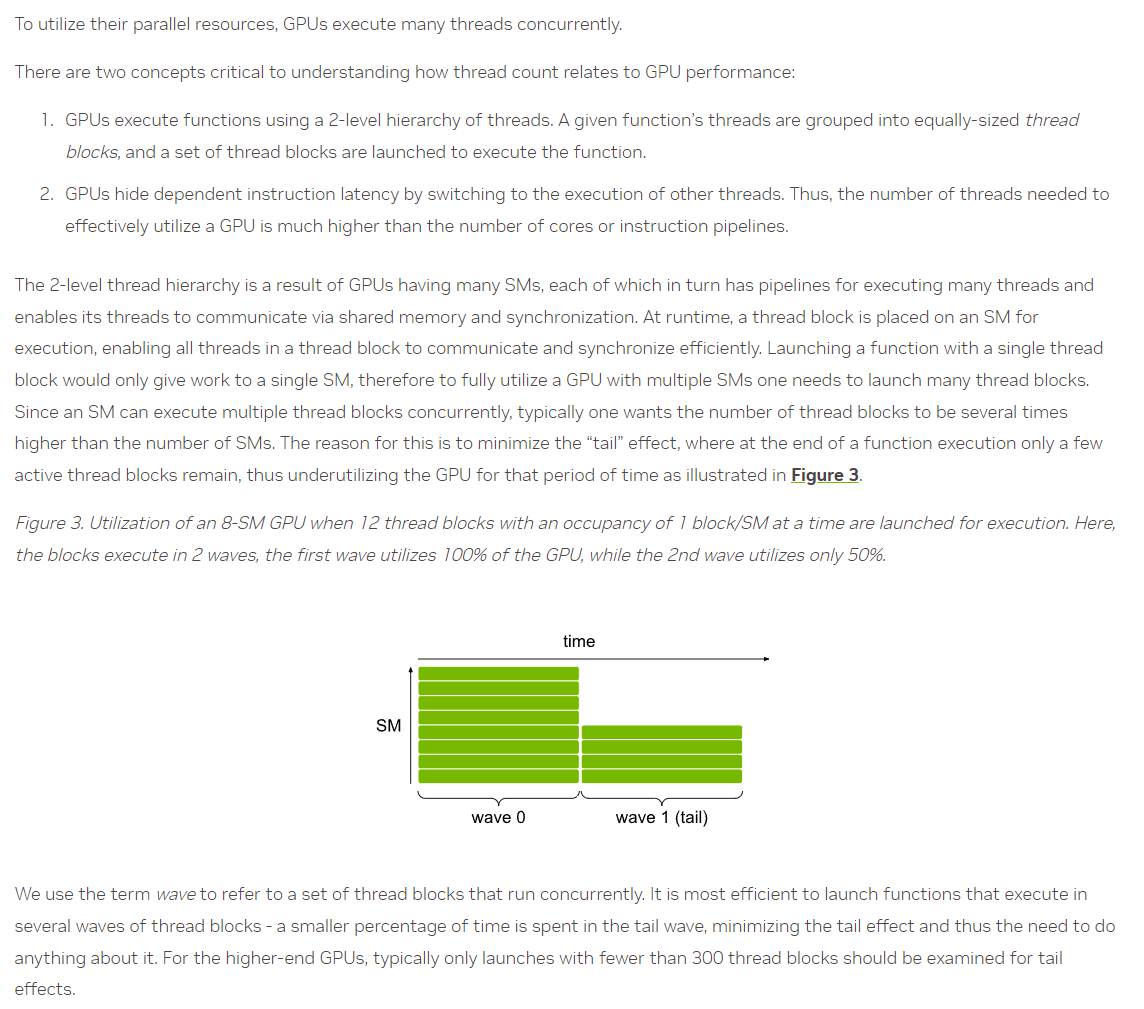 To utilize their parallel resources, GPUs execute many threads concurrently.
There are two concepts critical to understanding how thread count relates to GPU performance:
1. GPUs execute functions using a 2-level hierarchy of threads. A given function’s threads are grouped into equally-sized thread
blocks, and a set of thread blocks are launched to execute the function.
2. GPUs hide dependent instruction latency by switching to the execution of other threads. Thus, the number of threads needed to
effectively utilize a GPU is much higher than the number of cores or instruction pipelines.
The 2-level thread hierarchy is a result of GPUs having many SMs, each of which in turn has pipelines for executing many threads and
enables its threads to communicate via shared memory and synchronization. At runtime, a thread block is placed on an SM for
execution, enabling all threads in a thread block to communicate and synchronize efficiently. Launching a function with a single thread
block would only give work to a single SM, therefore to fully utilize a GPU with multiple SMs one needs to launch many thread blocks.
Since an SM can execute multiple thread blocks concurrently, typically one wants the number of thread blocks to be several times
higher than the number of SMs. The reason for this is to minimize the “tail” effect, where at the end of a function execution only a few
active thread blocks remain, thus underutilizing the GPU for that period of time as illustrated in Figure 3.
Figure 3. Utilization of an 8-SM GPU when 12 thread blocks with an occupancy of 1 block/SM at a time are launched for execution. Here,
the blocks execute in 2 waves, the first wave utilizes 100% of the GPU, while the 2nd wave utilizes only 50%.
time
SM
wave 0
wave 1 (tail)
We use the term wave to refer to a set of thread blocks that run concurrently. It is most efficient to launch functions that execute in
several waves of thread blocks - a smaller percentage of time is spent in the tail wave, minimizing the tail effect and thus the need to do
anything about it. For the higher-end GPUs, typically only launches with fewer than 300 thread blocks should be examined for tail
effects.